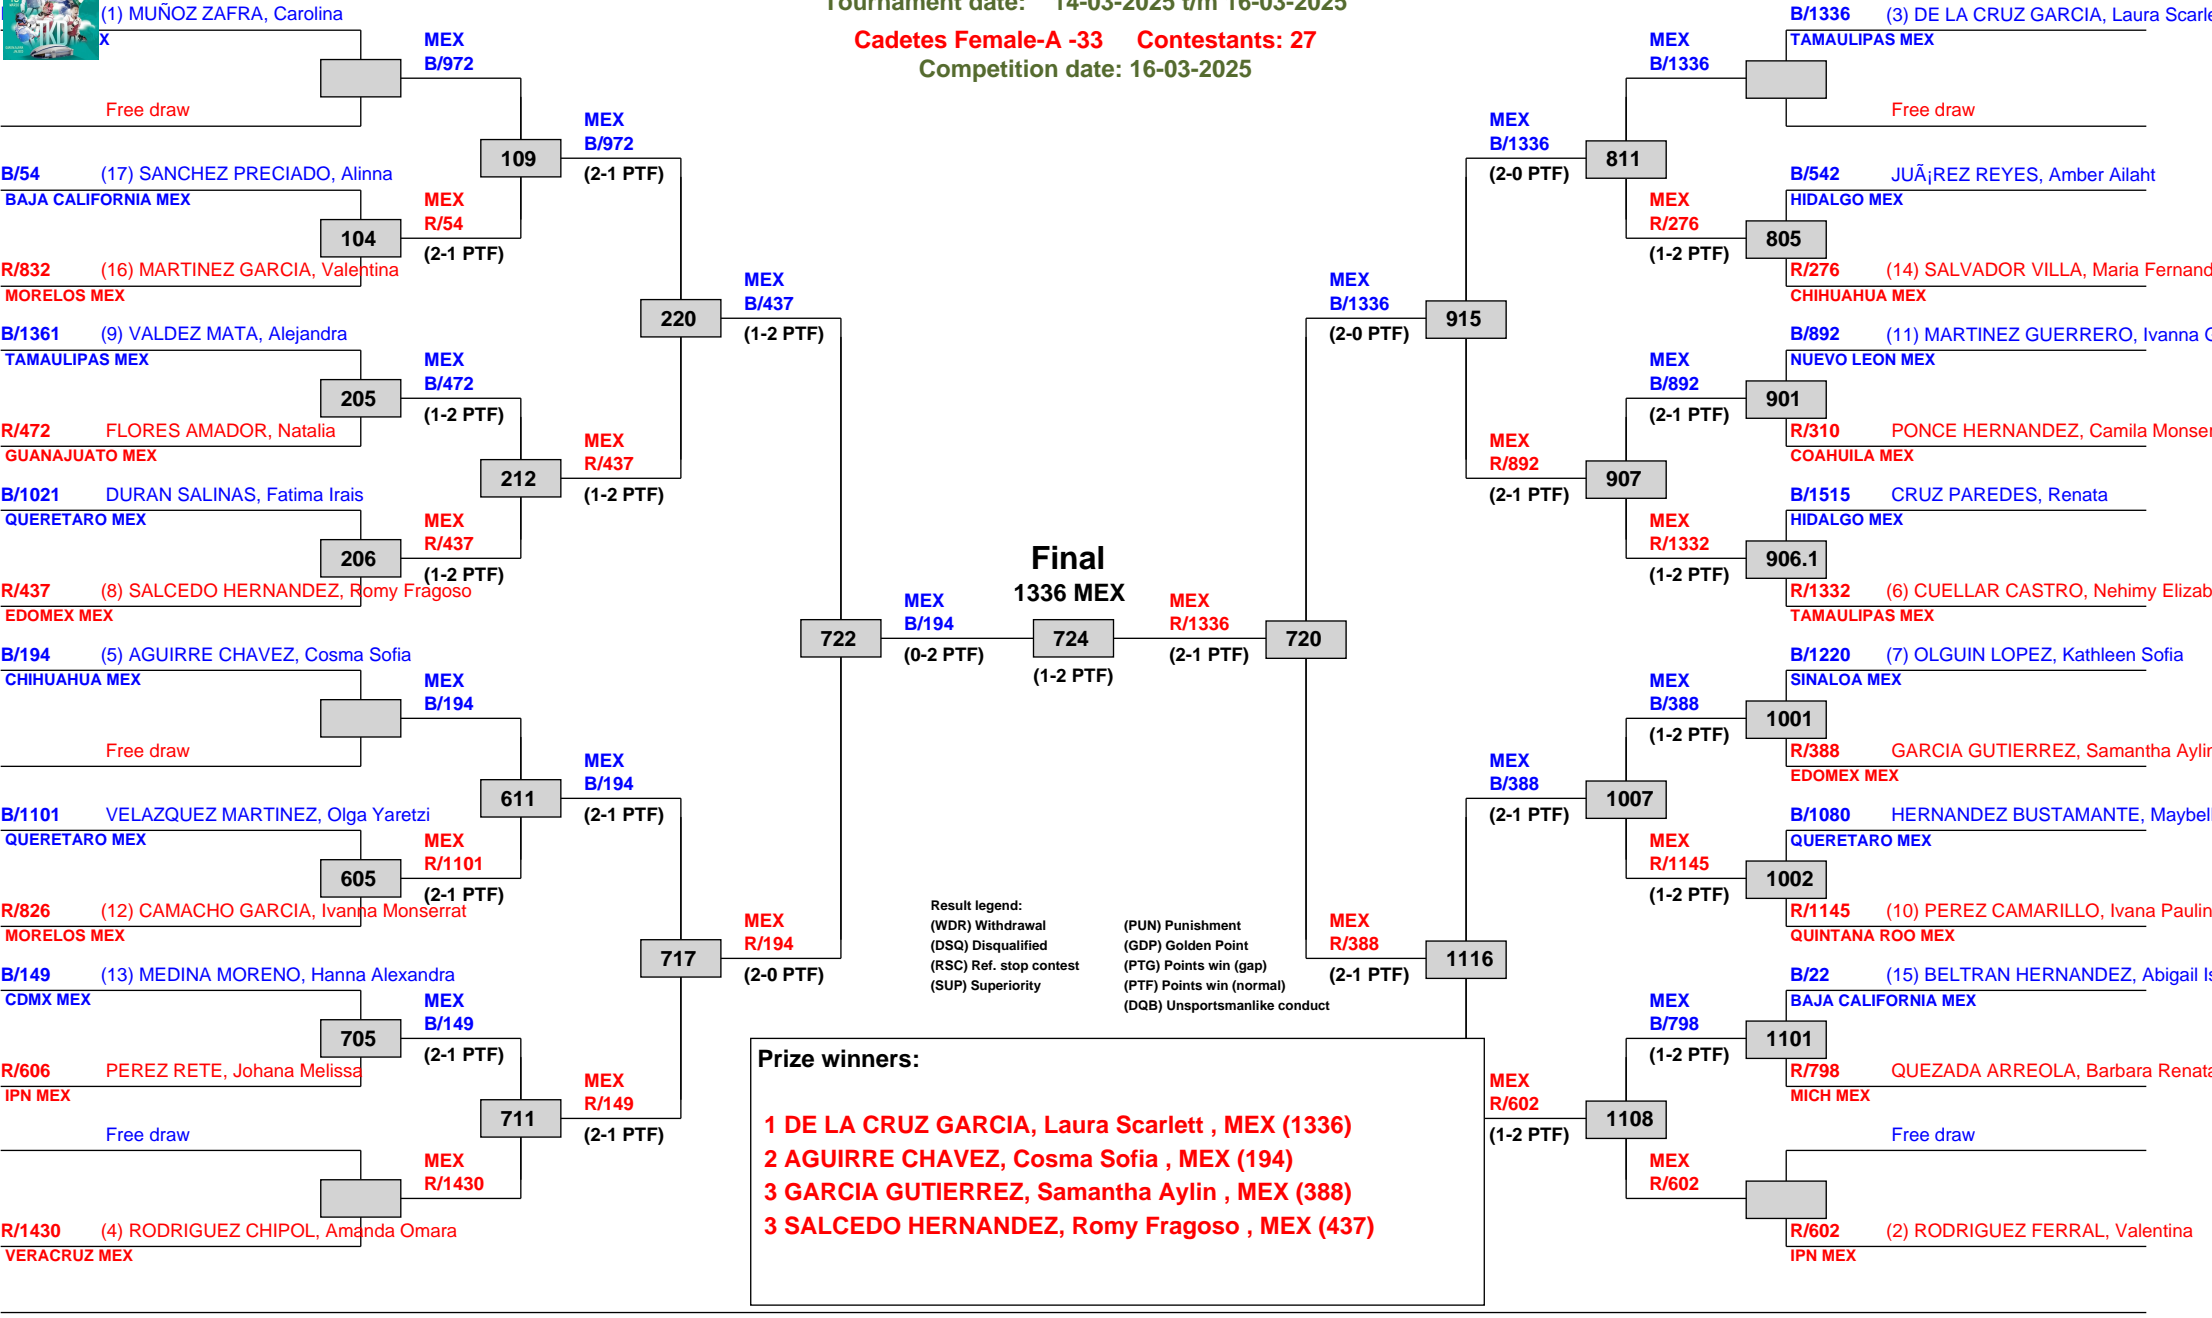 Tournament date: 14-03-2025 t/m 16-03-2025
Cadetes Female-A -33 Contestants: 27
Competition date: 16-03-2025
(1) MUÑOZ ZAFRA, Carolina
X
TKD
Free draw
MEX
B/972
B/54 (17) SANCHEZ PRECIADO, Alinna
BAJA CALIFORNIA MEX
104
R/832 (16) MARTINEZ GARCIA, Valentina
MORELOS MEX
MEX
R/54
(2-1 PTF)
109
MEX
B/972
(2-1 PTF)
B/1361 (9) VALDEZ MATA, Alejandra
TAMAULIPAS MEX
205
R/472 FLORES AMADOR, Natalia
GUANAJUATO MEX
MEX
B/472
(1-2 PTF)
B/1021 DURAN SALINAS, Fatima Irais
QUERETARO MEX
206
R/437 (8) SALCEDO HERNANDEZ, Romy Fragoso
EDOMEX MEX
MEX
R/437
(1-2 PTF)
212
MEX
R/437
(1-2 PTF)
220
MEX
B/437
(1-2 PTF)
B/194 (5) AGUIRRE CHAVEZ, Cosma Sofia
CHIHUAHUA MEX
Free draw
MEX
B/194
B/1101 VELAZQUEZ MARTINEZ, Olga Yaretzi
QUERETARO MEX
605
R/826 (12) CAMACHO GARCIA, Ivanna Monserrat
MORELOS MEX
MEX
R/1101
(2-1 PTF)
611
MEX
B/194
(2-1 PTF)
B/149 (13) MEDINA MORENO, Hanna Alexandra
CDMX MEX
705
R/606 PEREZ RETE, Johana Melissa
IPN MEX
MEX
B/149
(2-1 PTF)
Free draw
R/1430 (4) RODRIGUEZ CHIPOL, Amanda Omara
VERACRUZ MEX
MEX
R/1430
711
MEX
R/149
(2-1 PTF)
717
MEX
R/194
(2-0 PTF)
722
MEX
B/194
(0-2 PTF)
Final
1336 MEX
724
(1-2 PTF)
MEX
R/1336
(2-1 PTF)
720
B/1336 (3) DE LA CRUZ GARCIA, Laura Scarle
TAMAULIPAS MEX
Free draw
MEX
B/1336
B/542 JUÃ¡REZ REYES, Amber Ailaht
HIDALGO MEX
805
R/276 (14) SALVADOR VILLA, Maria Fernand
CHIHUAHUA MEX
MEX
R/276
(1-2 PTF)
811
MEX
B/1336
(2-0 PTF)
B/892 (11) MARTINEZ GUERRERO, Ivanna
NUEVO LEON MEX
901
R/310 PONCE HERNANDEZ, Camila Monser
COAHUILA MEX
MEX
B/892
(2-1 PTF)
B/1515 CRUZ PAREDES, Renata
HIDALGO MEX
906.1
R/1332 (6) CUELLAR CASTRO, Nehimy Elizab
TAMAULIPAS MEX
MEX
R/1332
(1-2 PTF)
907
MEX
R/892
(2-1 PTF)
915
MEX
B/1336
(2-0 PTF)
B/1220 (7) OLGUIN LOPEZ, Kathleen Sofia
SINALOA MEX
1001
R/388 GARCIA GUTIERREZ, Samantha Aylin
EDOMEX MEX
MEX
B/388
(1-2 PTF)
B/1080 HERNANDEZ BUSTAMANTE, Maybel
QUERETARO MEX
1002
R/1145 (10) PEREZ CAMARILLO, Ivana Paulin
QUINTANA ROO MEX
MEX
R/1145
(1-2 PTF)
1007
MEX
B/388
(2-1 PTF)
B/22 (15) BELTRAN HERNANDEZ, Abigail Is
BAJA CALIFORNIA MEX
1101
R/798 QUEZADA ARREOLA, Barbara Renata
MICH MEX
MEX
B/798
(1-2 PTF)
Free draw
R/602 (2) RODRIGUEZ FERRAL, Valentina
IPN MEX
MEX
R/602
1108
MEX
R/602
(1-2 PTF)
1116
MEX
R/388
(2-1 PTF)
Result legend:
(WDR) Withdrawal
(DSQ) Disqualified
(RSC) Ref. stop contest
(SUP) Superiority
(PUN) Punishment
(GDP) Golden Point
(PTG) Points win (gap)
(PTF) Points win (normal)
(DQB) Unsportsmanlike conduct
Prize winners:
1 DE LA CRUZ GARCIA, Laura Scarlett , MEX (1336)
2 AGUIRRE CHAVEZ, Cosma Sofia , MEX (194)
3 GARCIA GUTIERREZ, Samantha Aylin , MEX (388)
3 SALCEDO HERNANDEZ, Romy Fragoso , MEX (437)